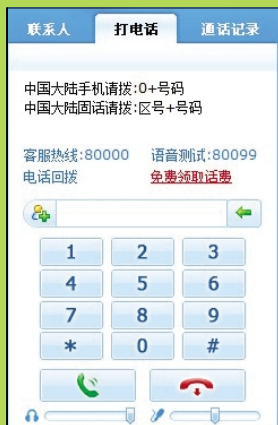 联系人 打电话 通话记录
中国大陆手机请拨:0+号码
中国大陆固话请拨:区号+号码
客服热线:80000 语音测试:80099
电话回拨 免费领取话费
1 2 3
4 5 6
7 8 9
* 0 #